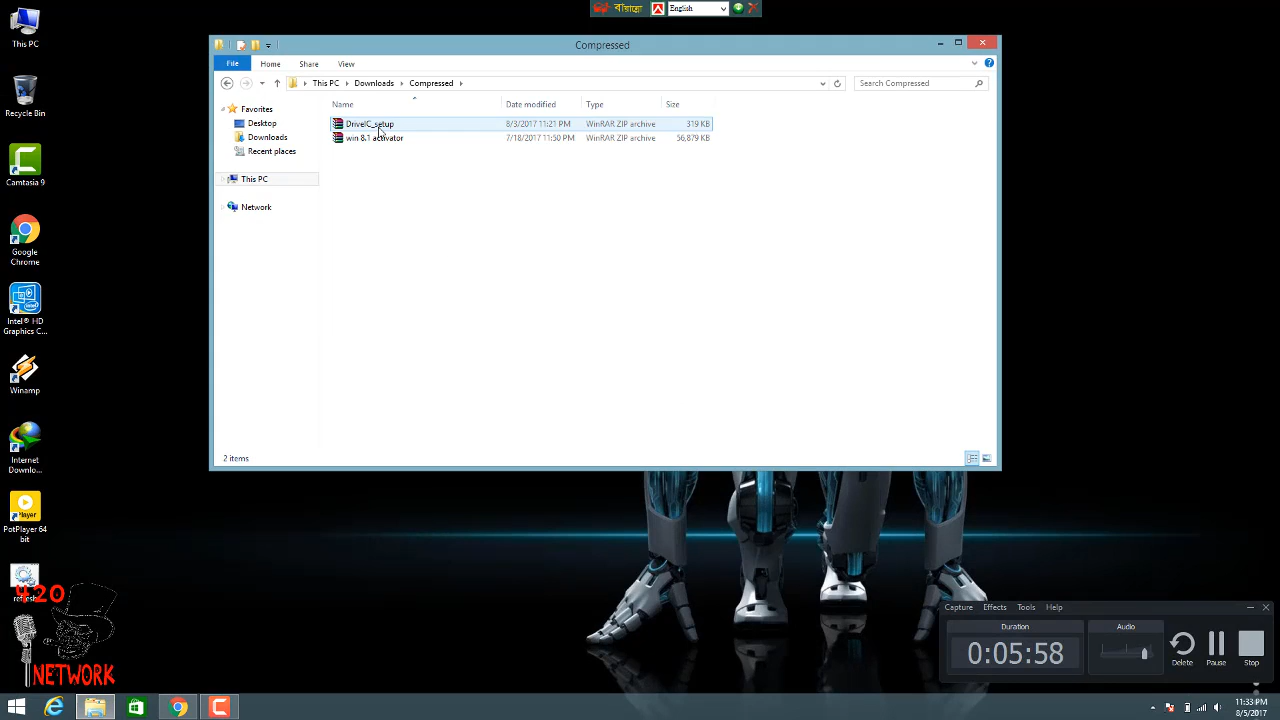 This PC
Recycle Bin
Camtasia 9
Google
Chrome
Intel® HD
Graphics C...
Winamp
Internet
Downlo...
PotPlayer 64
bit
420
NETWORK
বায়ান্নো
English
Compressed
File
Home
Share
View
This PC
Downloads
Compressed
Search Compressed
Favorites
Desktop
Downloads
Recent places
This PC
Network
Name
Date modified
Type
Size
DriveIC_setup
8/3/2017 11:21 PM
WinRAR ZIP archive
319 KB
win 8.1 activator
7/18/2017 11:50 PM
WinRAR ZIP archive
56,879 KB
2 items
Capture
Effects
Tools
Help
Duration
0:05:58
Audio
Delete
Pause
Stop
11:33 PM
8/5/2017